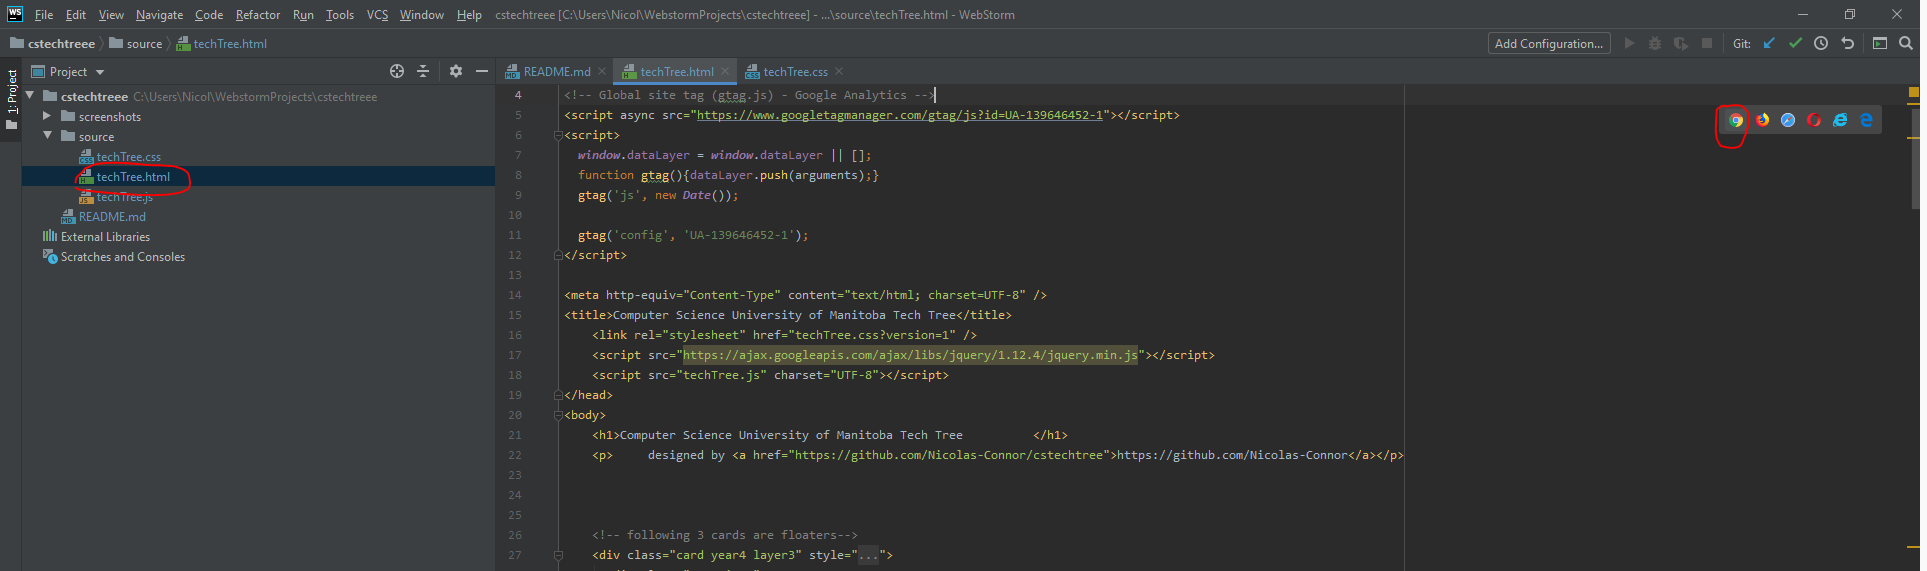 WS File Edit View Navigate Code Refactor Run Tools VCS Window Help cstechtreee [C:\Users\Nicol\WebstormProjects\cstechtreee] - ...\source\techTree.html - WebStorm
cstechtreee source techTree.html Add Configuration... Git:
1: Project
Project
cstechtreee C:\Users\Nicol\WebstormProjects\cstechtreee
screenshots
source
techTree.css
techTree.html
techTree.js
README.md
External Libraries
Scratches and Consoles
README.md techTree.html techTree.css
4 <!-- Global site tag (gtag.js) - Google Analytics -->
5 <script async src="https://www.googletagmanager.com/gtag/js?id=UA-139646452-1"></script>
6 <script>
7 window.dataLayer = window.dataLayer || [];
8 function gtag(){dataLayer.push(arguments);}
9 gtag('js', new Date());
10
11 gtag('config', 'UA-139646452-1');
12 </script>
13
14 <meta http-equiv="Content-Type" content="text/html; charset=UTF-8" />
15 <title>Computer Science University of Manitoba Tech Tree</title>
16 <link rel="stylesheet" href="techTree.css?version=1" />
17 <script src="https://ajax.googleapis.com/ajax/libs/jquery/1.12.4/jquery.min.js"></script>
18 <script src="techTree.js" charset="UTF-8"></script>
19 </head>
20 <body>
21 <h1>Computer Science University of Manitoba Tech Tree </h1>
22 <p> designed by <a href="https://github.com/Nicolas-Connor/cstechtree">https://github.com/Nicolas-Connor</a></p>
23
24
25
26 <!-- following 3 cards are floaters-->
27 <div class="card year4 layer3" style="...">